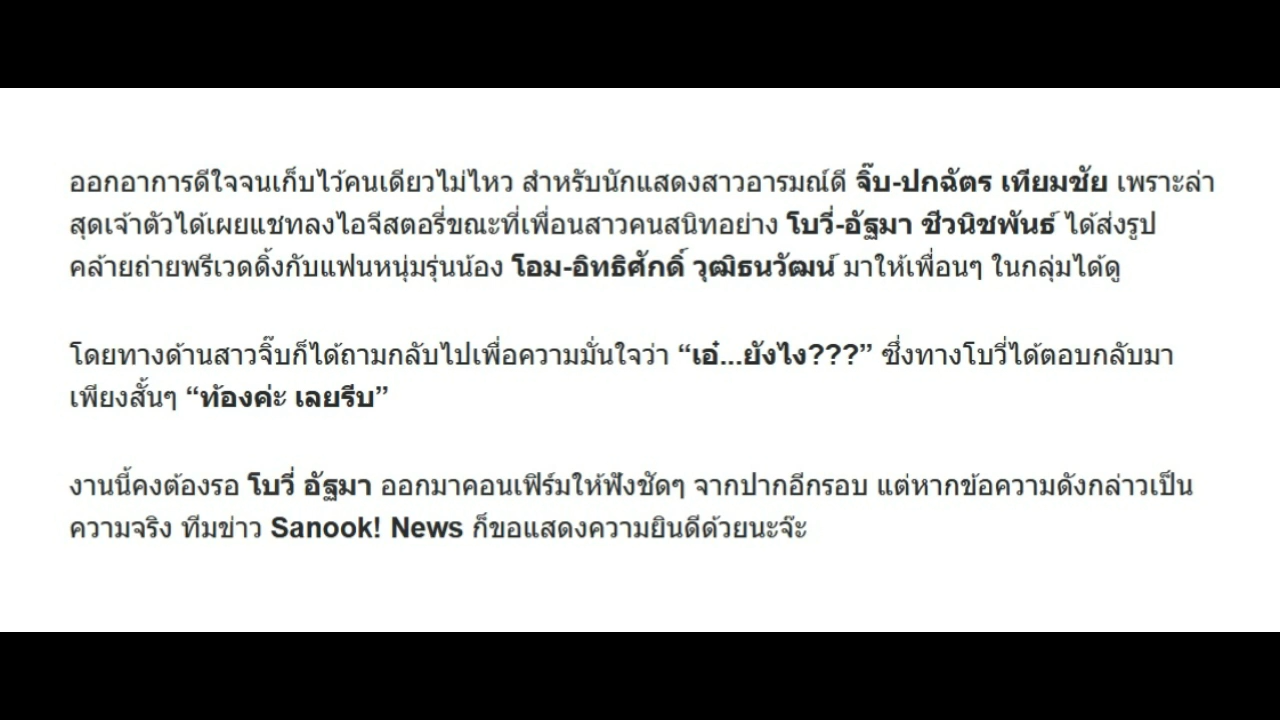 ออกอาการดีใจจนเก็บไว้คนเดียวไม่ไหว สำหรับนักแสดงสาวอารมณ์ดี จิ๊บ-ปกฉัตร เทียมชัย เพราะล่า
สุดเจ้าตัวได้เผยแชทลงไอจีสตอรี่ขณะที่เพื่อนสาวคนสนิทอย่าง โบวี่-อัฐมา ชีวนิชพันธ์ ได้ส่งรูป
คล้ายถ่ายพรีเวดดิ้งกับแฟนหนุ่มรุ่นน้อง โอม-อิทธิศักดิ์ วุฒิธนวัฒน์ มาให้เพื่อนๆ ในกลุ่มได้ดู
โดยทางด้านสาวจิ๊บก็ได้ถามกลับไปเพื่อความมั่นใจว่า “เอ๋...ยังไง???” ซึ่งทางโบวี่ได้ตอบกลับมา
เพียงสั้นๆ “ท้องค่ะ เลยรีบ”
งานนี้คงต้องรอ โบวี่ อัฐมา ออกมาคอนเฟิร์มให้ฟังชัดๆ จากปากอีกรอบ แต่หากข้อความดังกล่าวเป็น
ความจริง ทีมข่าว Sanook! News ก็ขอแสดงความยินดีด้วยนะจ๊ะ